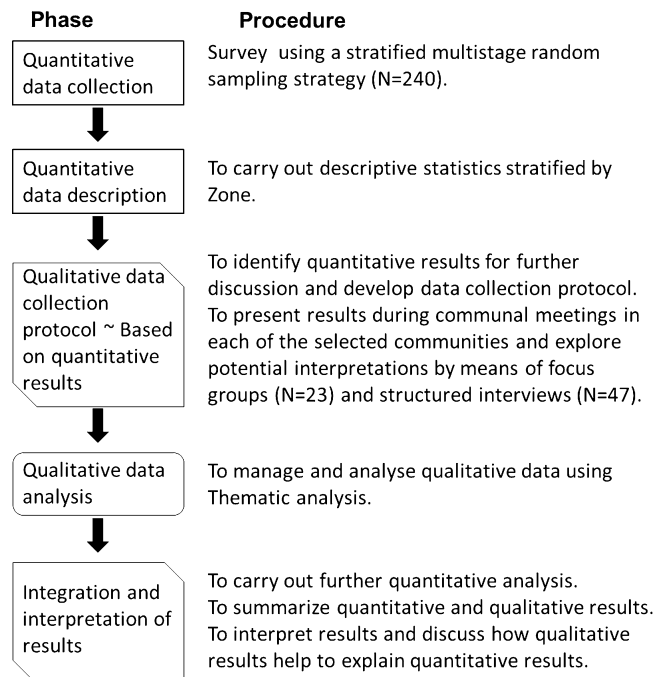 Phase
Procedure
Quantitative
data collection
Survey using a stratified multistage random
sampling strategy (N=240).
Quantitative
data description
To carry out descriptive statistics stratified by
Zone.
Qualitative data
collection
protocol ~ Based
on quantitative
results
To identify quantitative results for further
discussion and develop data collection protocol.
To present results during communal meetings in
each of the selected communities and explore
potential interpretations by means of focus
groups (N=23) and structured interviews (N=47).
Qualitative data
analysis
To manage and analyse qualitative data using
Thematic analysis.
Integration and
interpretation of
results
To carry out further quantitative analysis.
To summarize quantitative and qualitative results.
To interpret results and discuss how qualitative
results help to explain quantitative results.